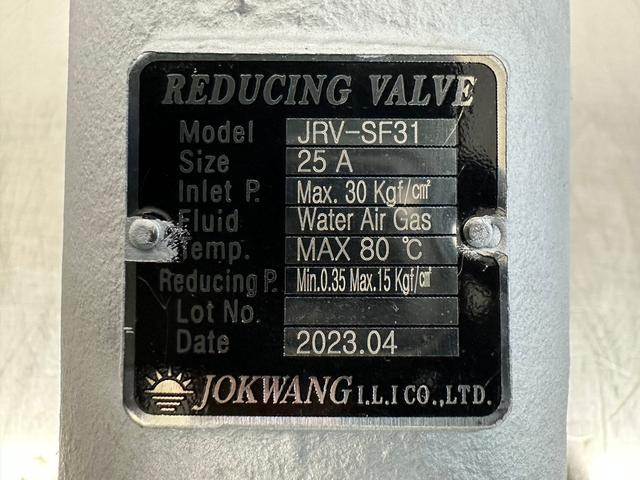 REDUCING VALVE
Model JRV-SF31
Size 25 A
Inlet P. Max. 30 Kgf/cm²
Fluid Water Air Gas
Temp. MAX 80 ℃
Reducing P. Min.0.35 Max.15 Kgf/cm²
Lot No.
Date 2023.04
JOKWANG I.L.I CO.,LTD.